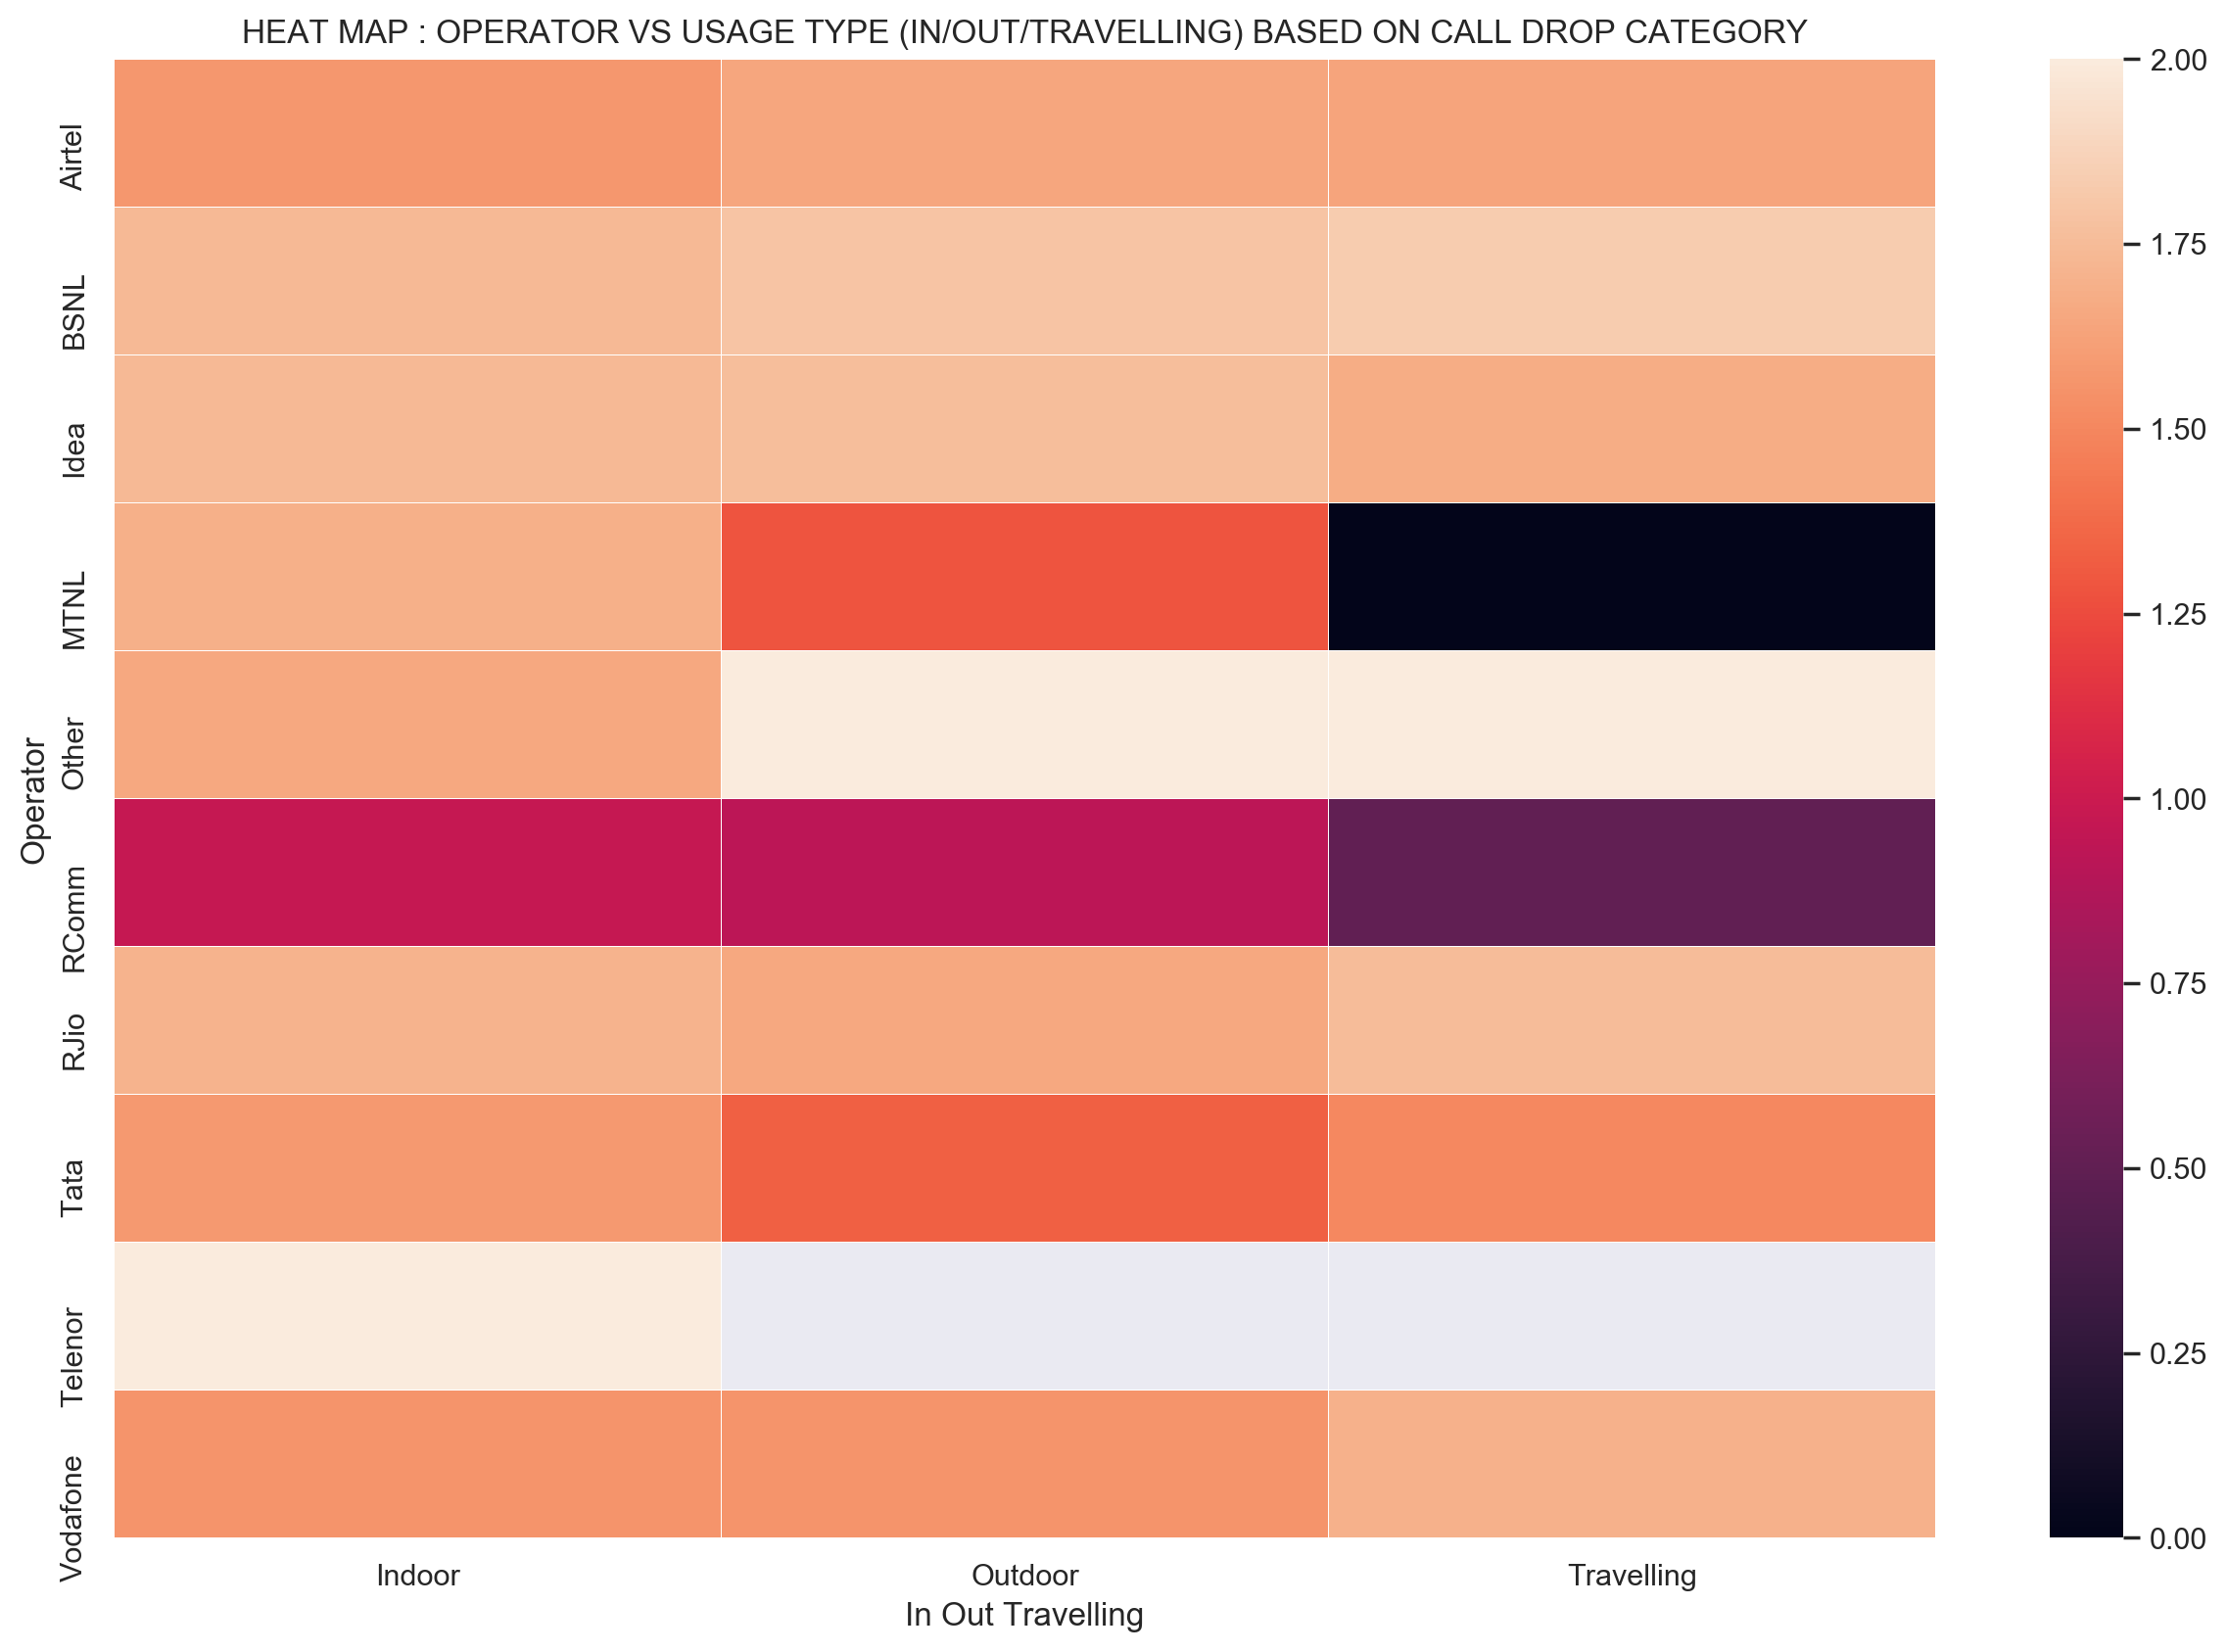 HEAT MAP : OPERATOR VS USAGE TYPE (IN/OUT/TRAVELLING) BASED ON CALL DROP CATEGORY
Operator
Airtel
BSNL
Idea
MTNL
Other
RComm
RJio
Tata
Telenor
Vodafone
Indoor
Outdoor
Travelling
In Out Travelling
2.00
1.75
1.50
1.25
1.00
0.75
0.50
0.25
0.00